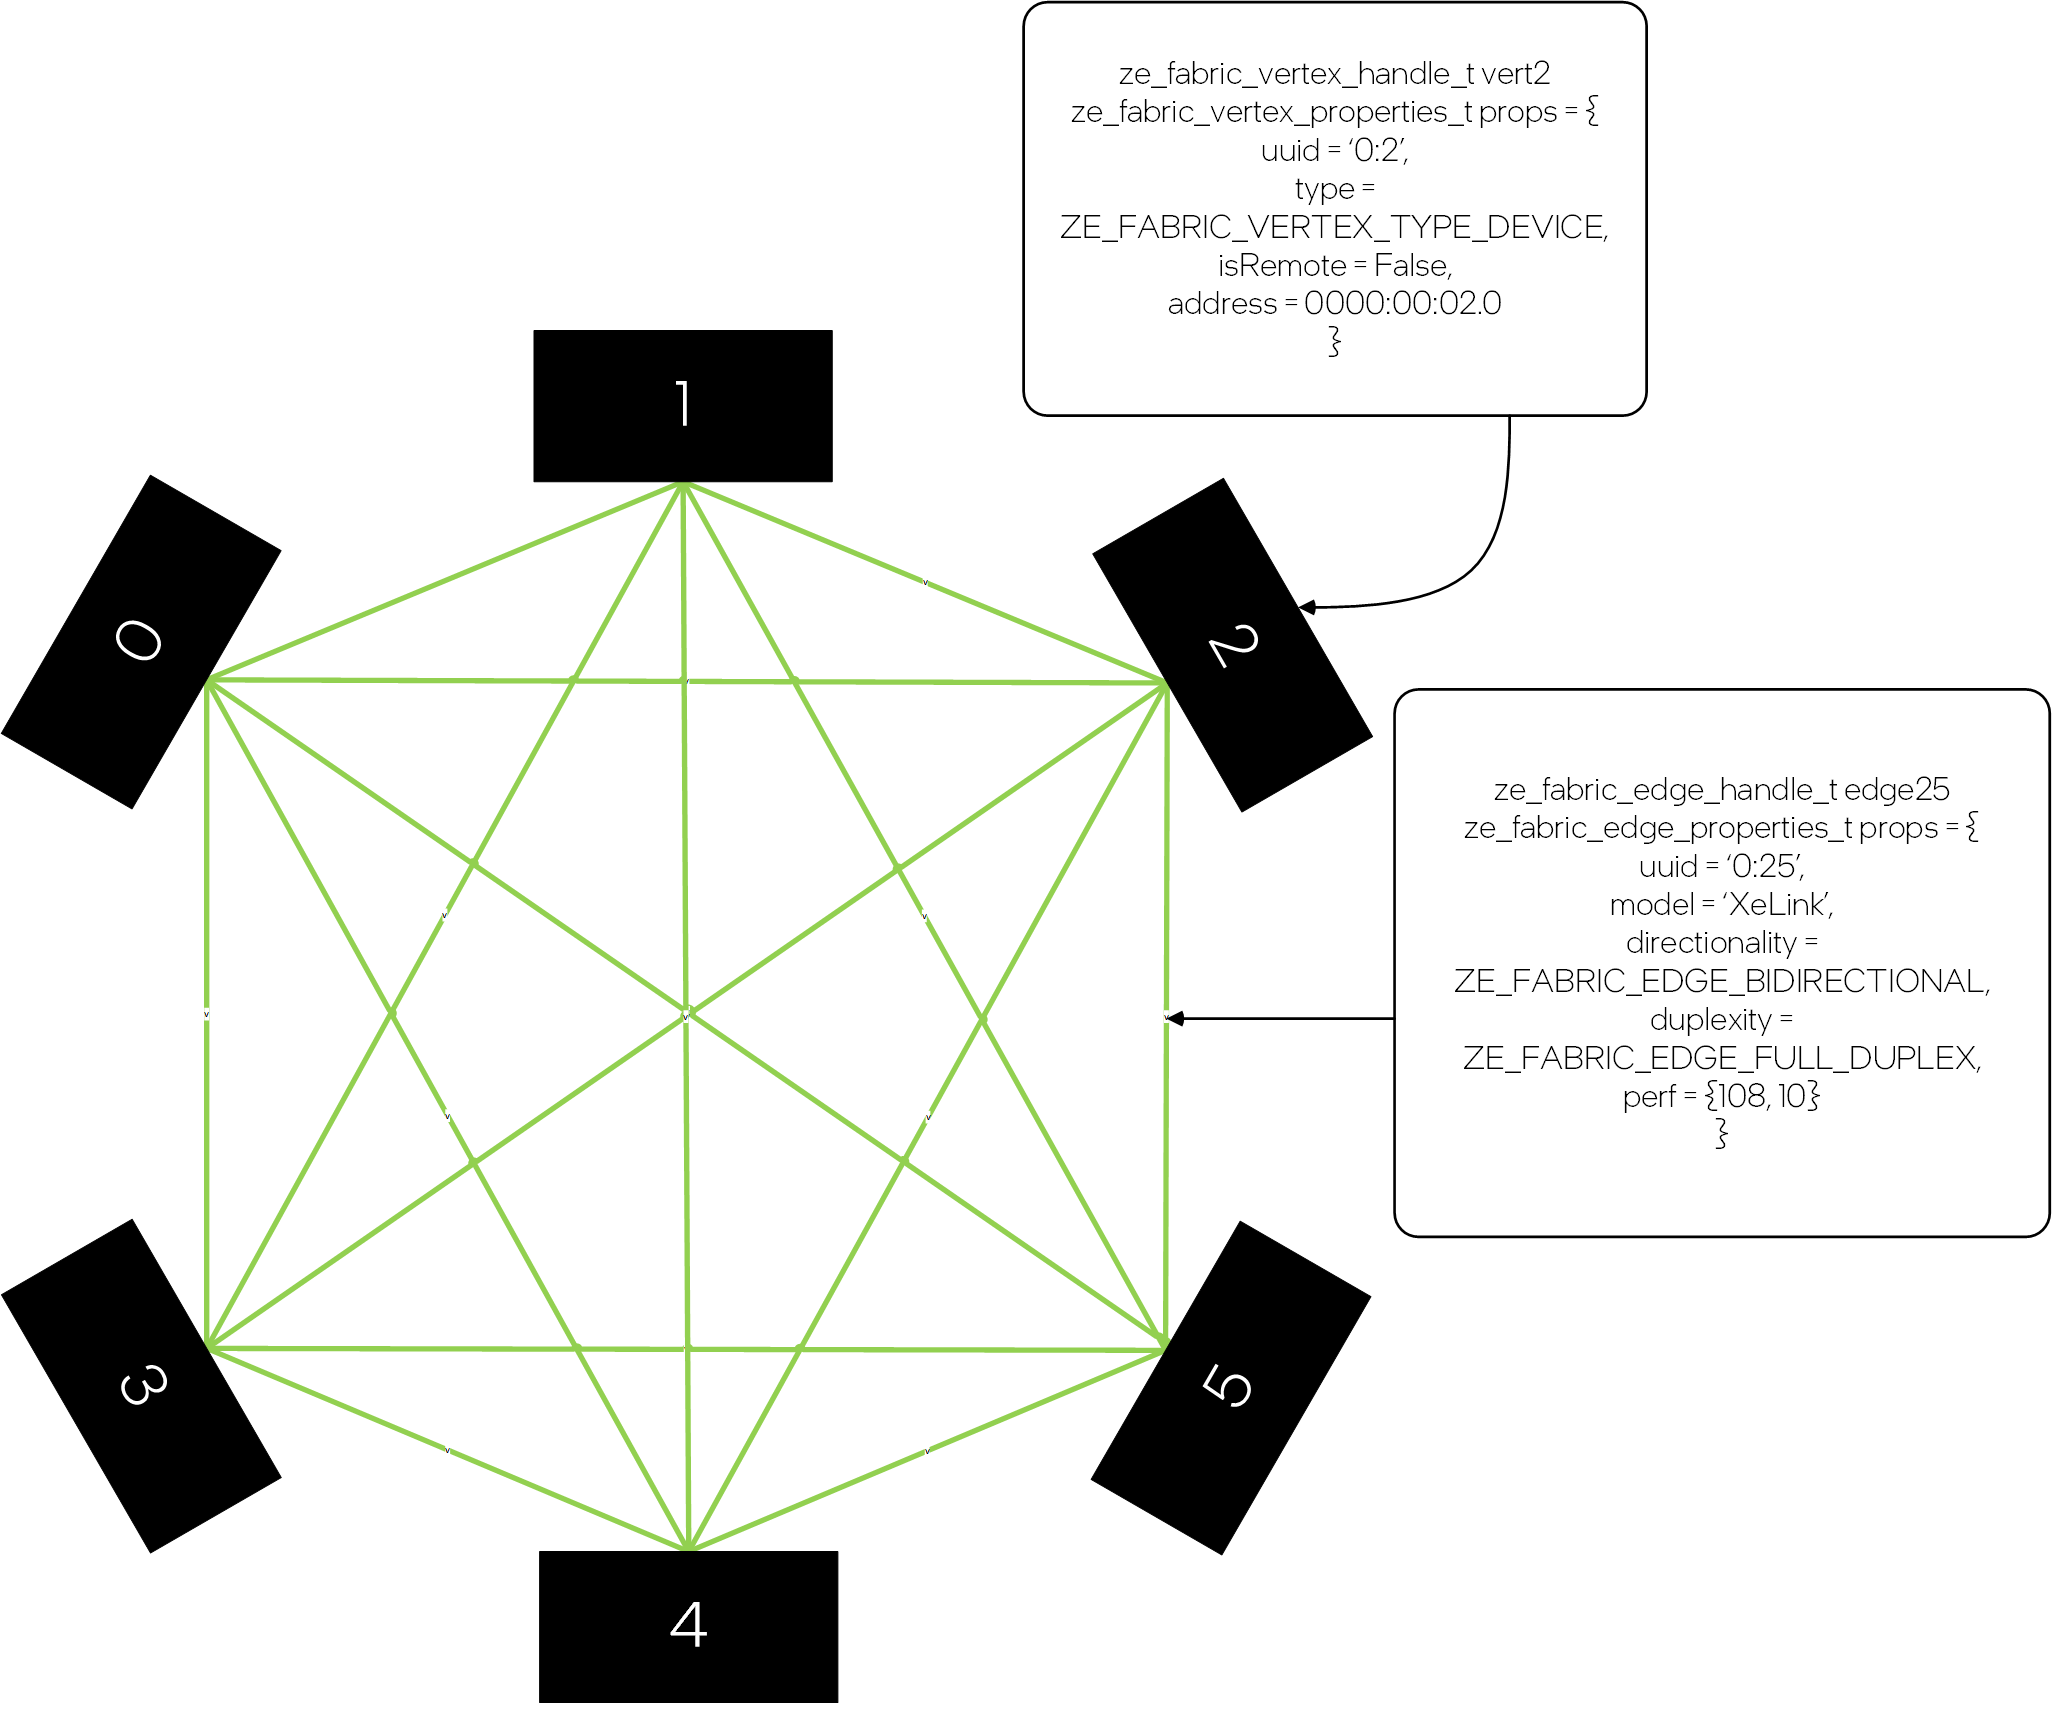 ze_fabric_vertex_handle_t vert2
ze_fabric_vertex_properties_t props = {
uuid = ‘0:2’,
type =
ZE_FABRIC_VERTEX_TYPE_DEVICE,
isRemote = False,
address = 0000:00:02.0
}
1
0
2
ze_fabric_edge_handle_t edge25
ze_fabric_edge_properties_t props = {
uuid = ‘0:25’,
model = ‘XeLink’,
directionality =
ZE_FABRIC_EDGE_BIDIRECTIONAL,
duplexity =
ZE_FABRIC_EDGE_FULL_DUPLEX,
perf = {108, 10}
}
3
5
4